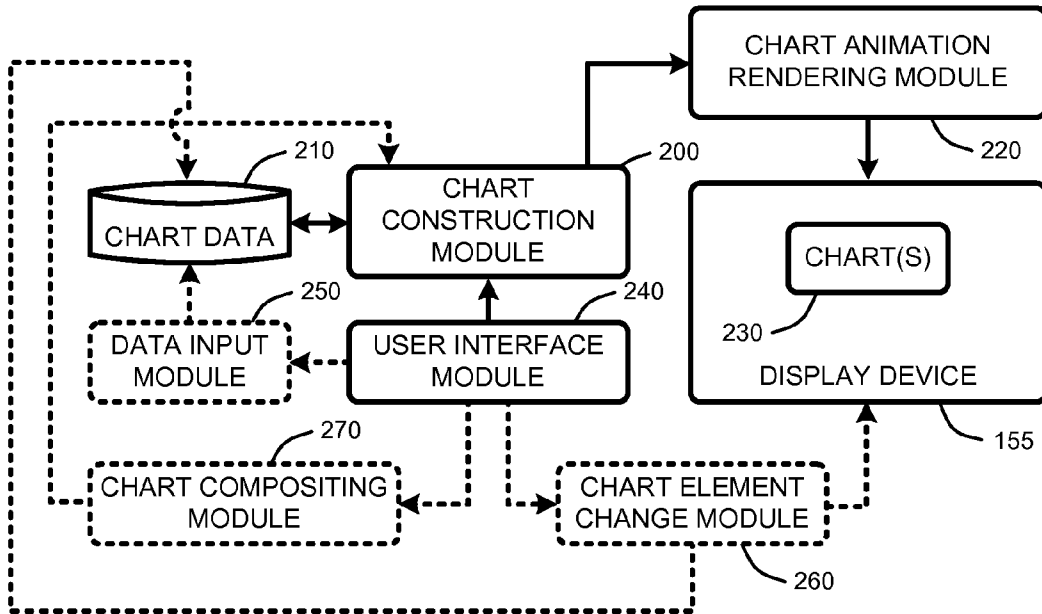 CHART ANIMATION
RENDERING MODULE
220
210
CHART DATA
200
CHART
CONSTRUCTION
MODULE
CHART(S)
230
DISPLAY DEVICE
155
250
DATA INPUT
MODULE
240
USER INTERFACE
MODULE
270
CHART COMPOSITING
MODULE
CHART ELEMENT
CHANGE MODULE
260